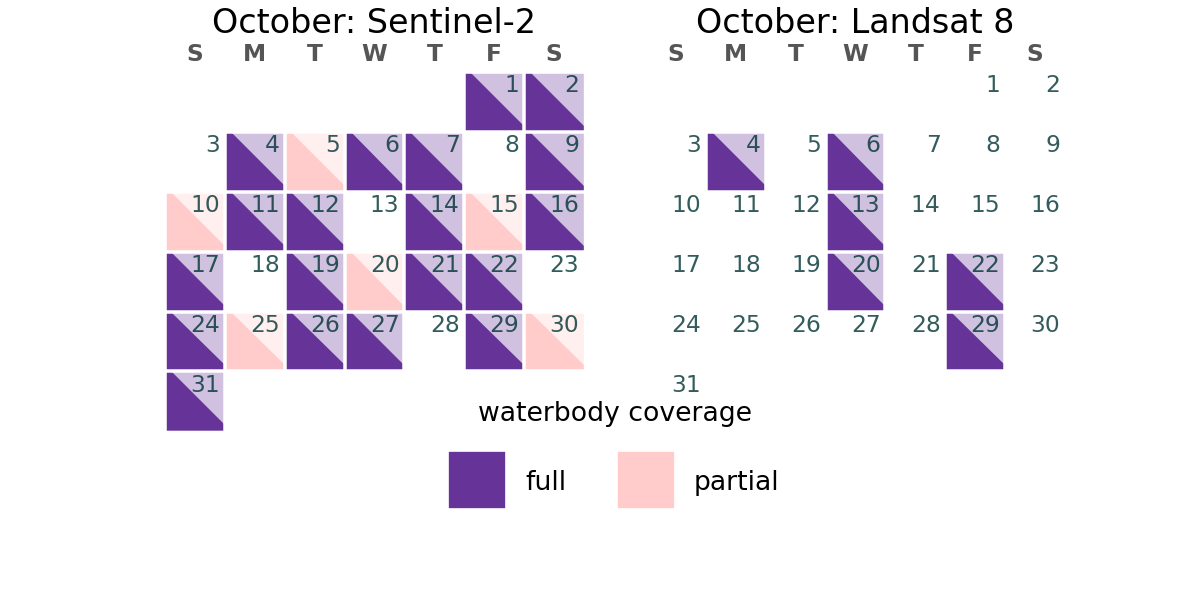 October: Sentinel-2
S M T W T F S
1 2
3 4 5 6 7 8 9
10 11 12 13 14 15 16
17 18 19 20 21 22 23
24 25 26 27 28 29 30
31
October: Landsat 8
S M T W T F S
1 2
3 4 5 6 7 8 9
10 11 12 13 14 15 16
17 18 19 20 21 22 23
24 25 26 27 28 29 30
31
waterbody coverage
full partial